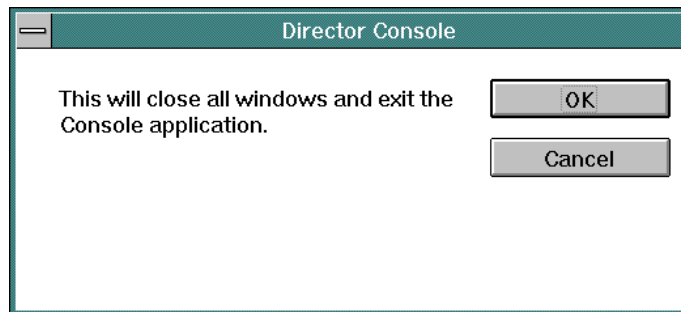 Director Console
This will close all windows and exit the
Console application.
OK
Cancel